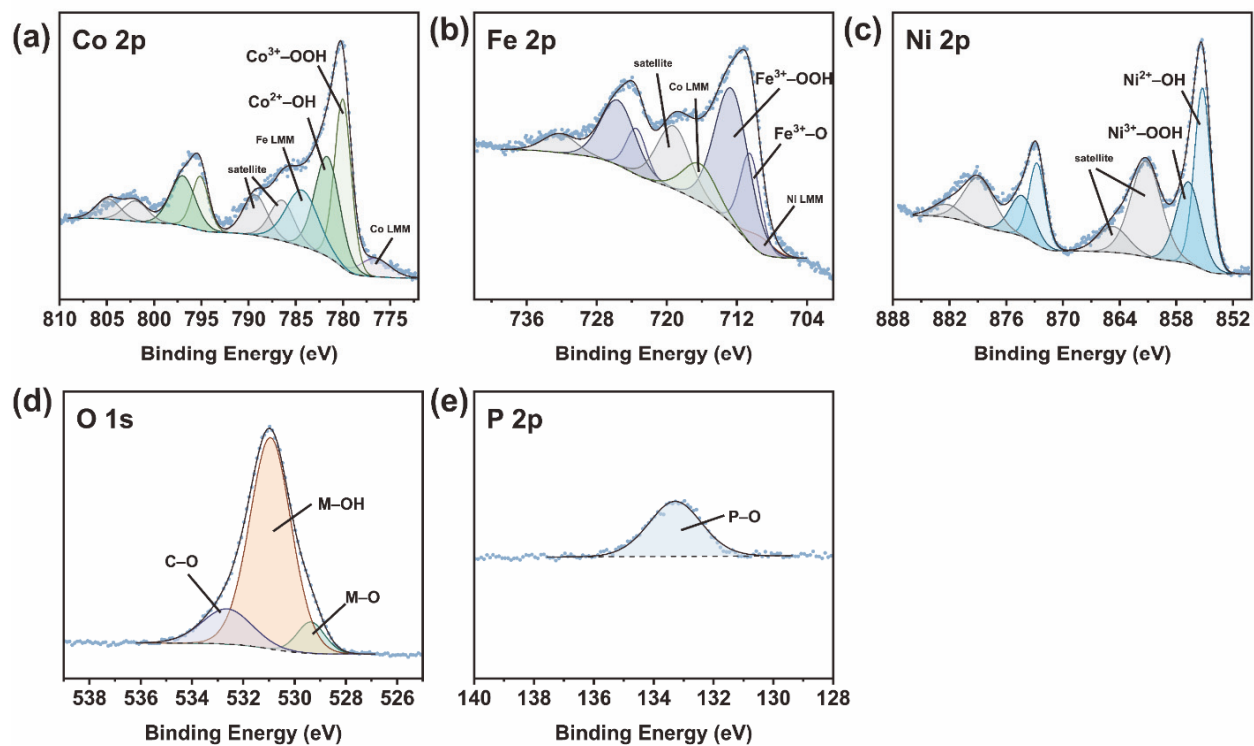 (a) Co 2p
Co3+–OOH
Co2+–OH
Fe LMM
satellite
Co LMM
810 805 800 795 790 785 780 775
Binding Energy (eV)
(b) Fe 2p
satellite
Co LMM
Fe3+–OOH
Fe3+–O
Ni LMM
736 728 720 712 704
Binding Energy (eV)
(c) Ni 2p
Ni2+–OH
Ni3+–OOH
satellite
888 882 876 870 864 858 852
Binding Energy (eV)
(d) O 1s
M–OH
C–O
M–O
538 536 534 532 530 528 526
Binding Energy (eV)
(e) P 2p
P–O
140 138 136 134 132 130 128
Binding Energy (eV)